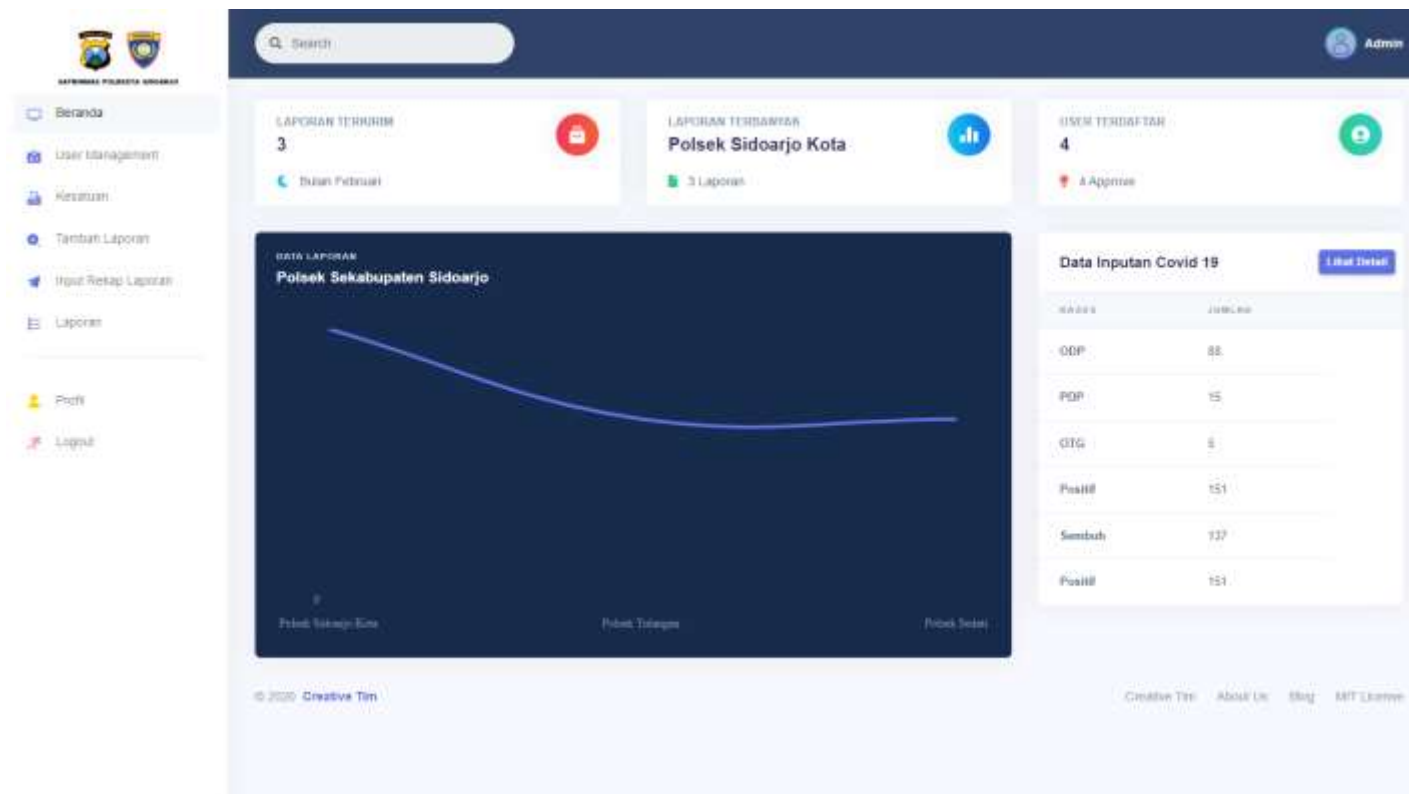 Search
Admin
Beranda
User Management
Kesatuan
Tambah Laporan
Input Rekap Laporan
Laporan
Profil
Logout
LAPORAN TERKIRIM
3
Bulan Februari
LAPORAN TERBANYAK
Polsek Sidoarjo Kota
3 Laporan
USER TERDAFTAR
4
4 Approve
DATA LAPORAN
Polsek Sekabupaten Sidoarjo
0
Polsek Sidoarjo Kota
Polsek Tulangan
Polsek Sedati
Data Inputan Covid 19
Lihat Detail
KASUS JUMLAH
ODP 88
PDP 15
OTG
Positif 151
Sembuh 137
Positif 151
© 2020 Creative Tim
Creative Tim About Us Blog MIT License